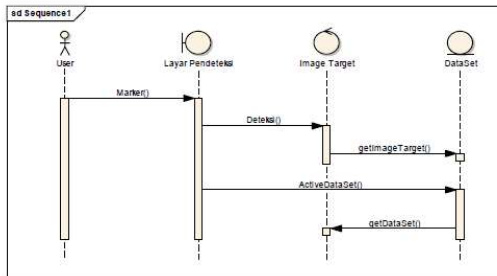 sd Sequence1
User
Layar Pendeteksi
Image Target
DataSet
Marker()
Deteksi()
getImageTarget()
ActiveDataSet()
getDataSet()